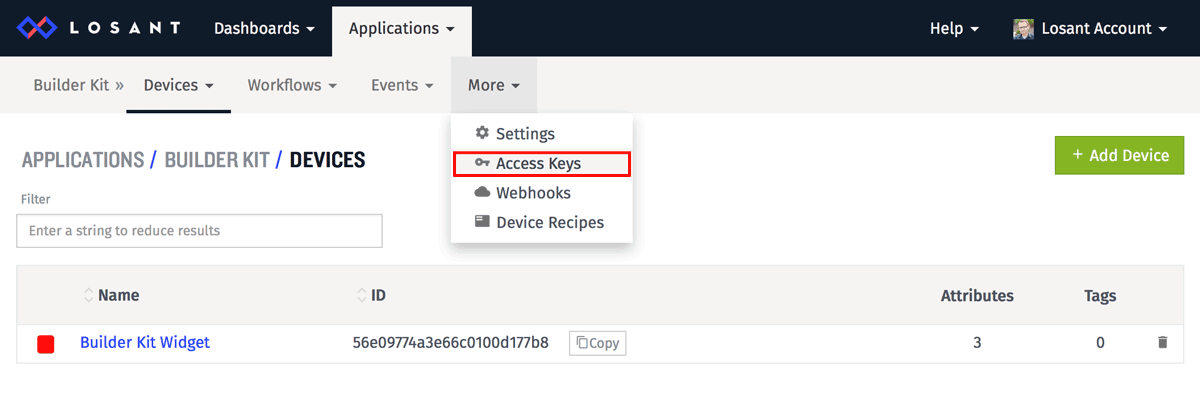 LOSANT Dashboards Applications Help Losant Account
Builder Kit » Devices Workflows Events More
Settings
Access Keys
Webhooks
Device Recipes
APPLICATIONS / BUILDER KIT / DEVICES
+ Add Device
Filter
Enter a string to reduce results
Name ID Attributes Tags
Builder Kit Widget 56e09774a3e66c0100d177b8 Copy 3 0